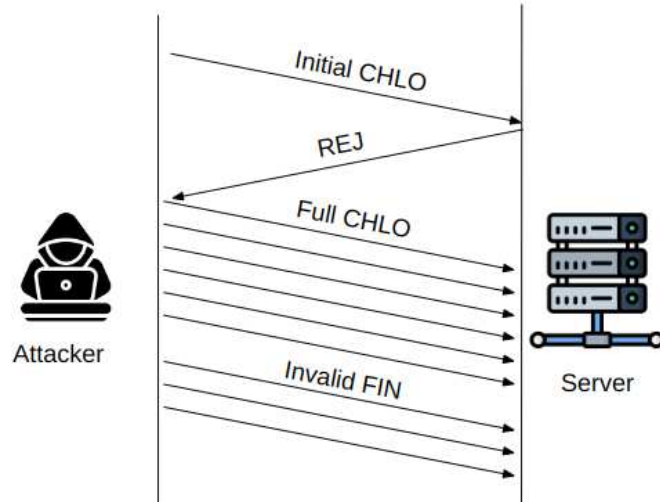 Initial CHLO
REJ
Full CHLO
Attacker
Invalid FIN
Server